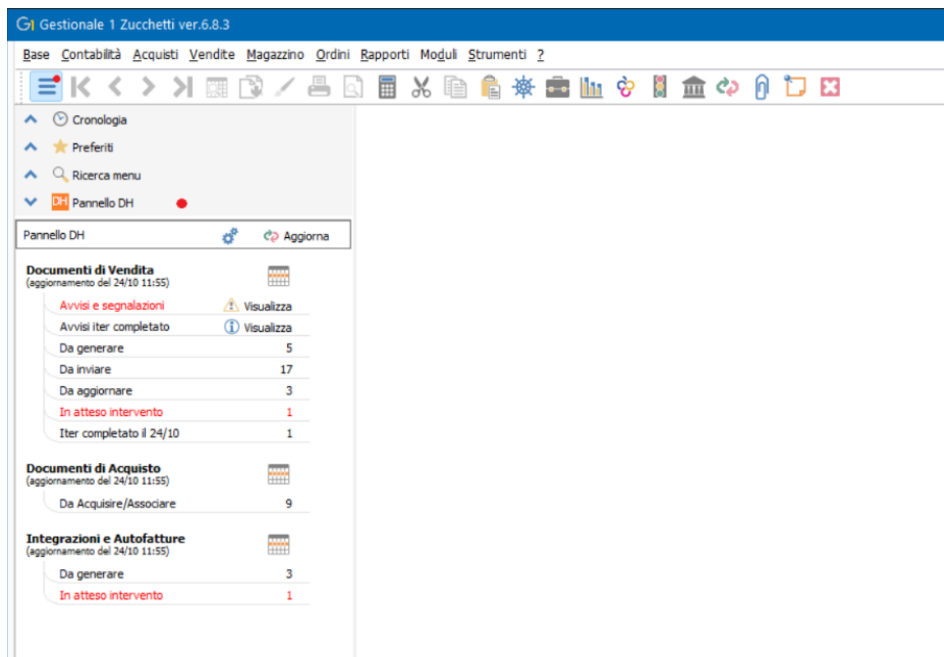 G1 Gestionale 1 Zucchetti ver.6.8.3
Base Contabilità Acquisti Vendite Magazzino Ordini Rapporti Moduli Strumenti ?
Cronologia
Preferiti
Ricerca menu
DH Pannello DH
Pannello DH Aggiorna
Documenti di Vendita
(aggiornamento del 24/10 11:55)
Avvisi e segnalazioni Visualizza
Avvisi iter completato Visualizza
Da generare 5
Da inviare 17
Da aggiornare 3
In atteso intervento 1
Iter completato il 24/10 1
Documenti di Acquisto
(aggiornamento del 24/10 11:55)
Da Acquisire/Associare 9
Integrazioni e Autofatture
(aggiornamento del 24/10 11:55)
Da generare 3
In atteso intervento 1